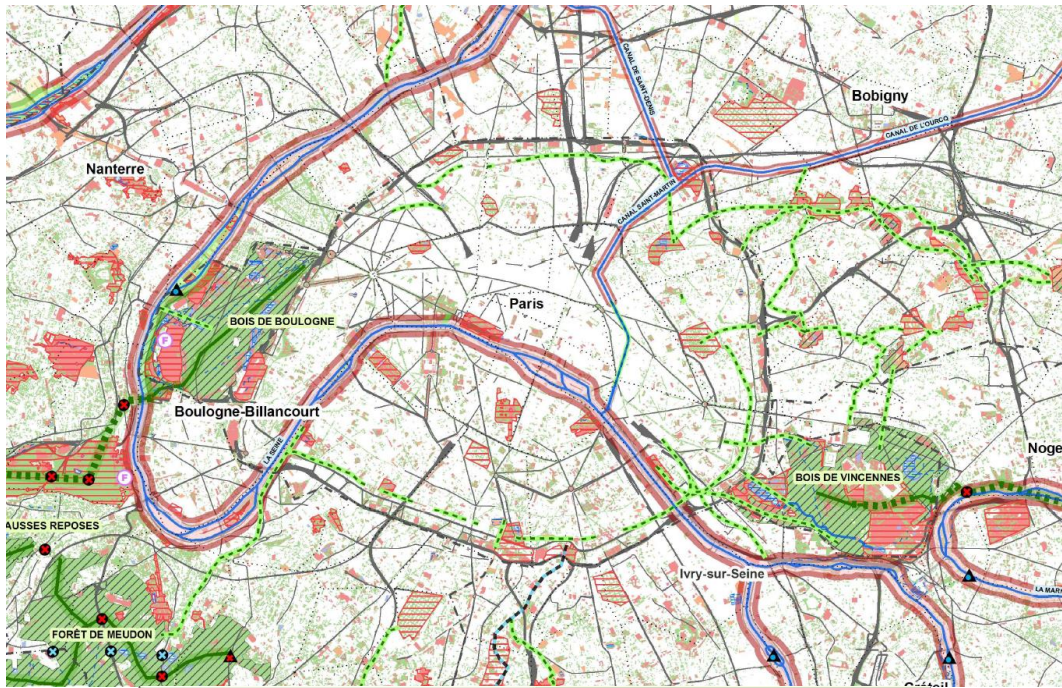 CANAL DE SAINT-DENIS
Bobigny
CANAL DE L'OURCQ
Nanterre
CANAL SAINT-MARTIN
Paris
BOIS DE BOULOGNE
F
Boulogne-Billancourt
LA SEINE
Noge
BOIS DE VINCENNES
F
AUSSES REPOSES
Ivry-sur-Seine
LA MAR
FORÊT DE MEUDON
Créteil